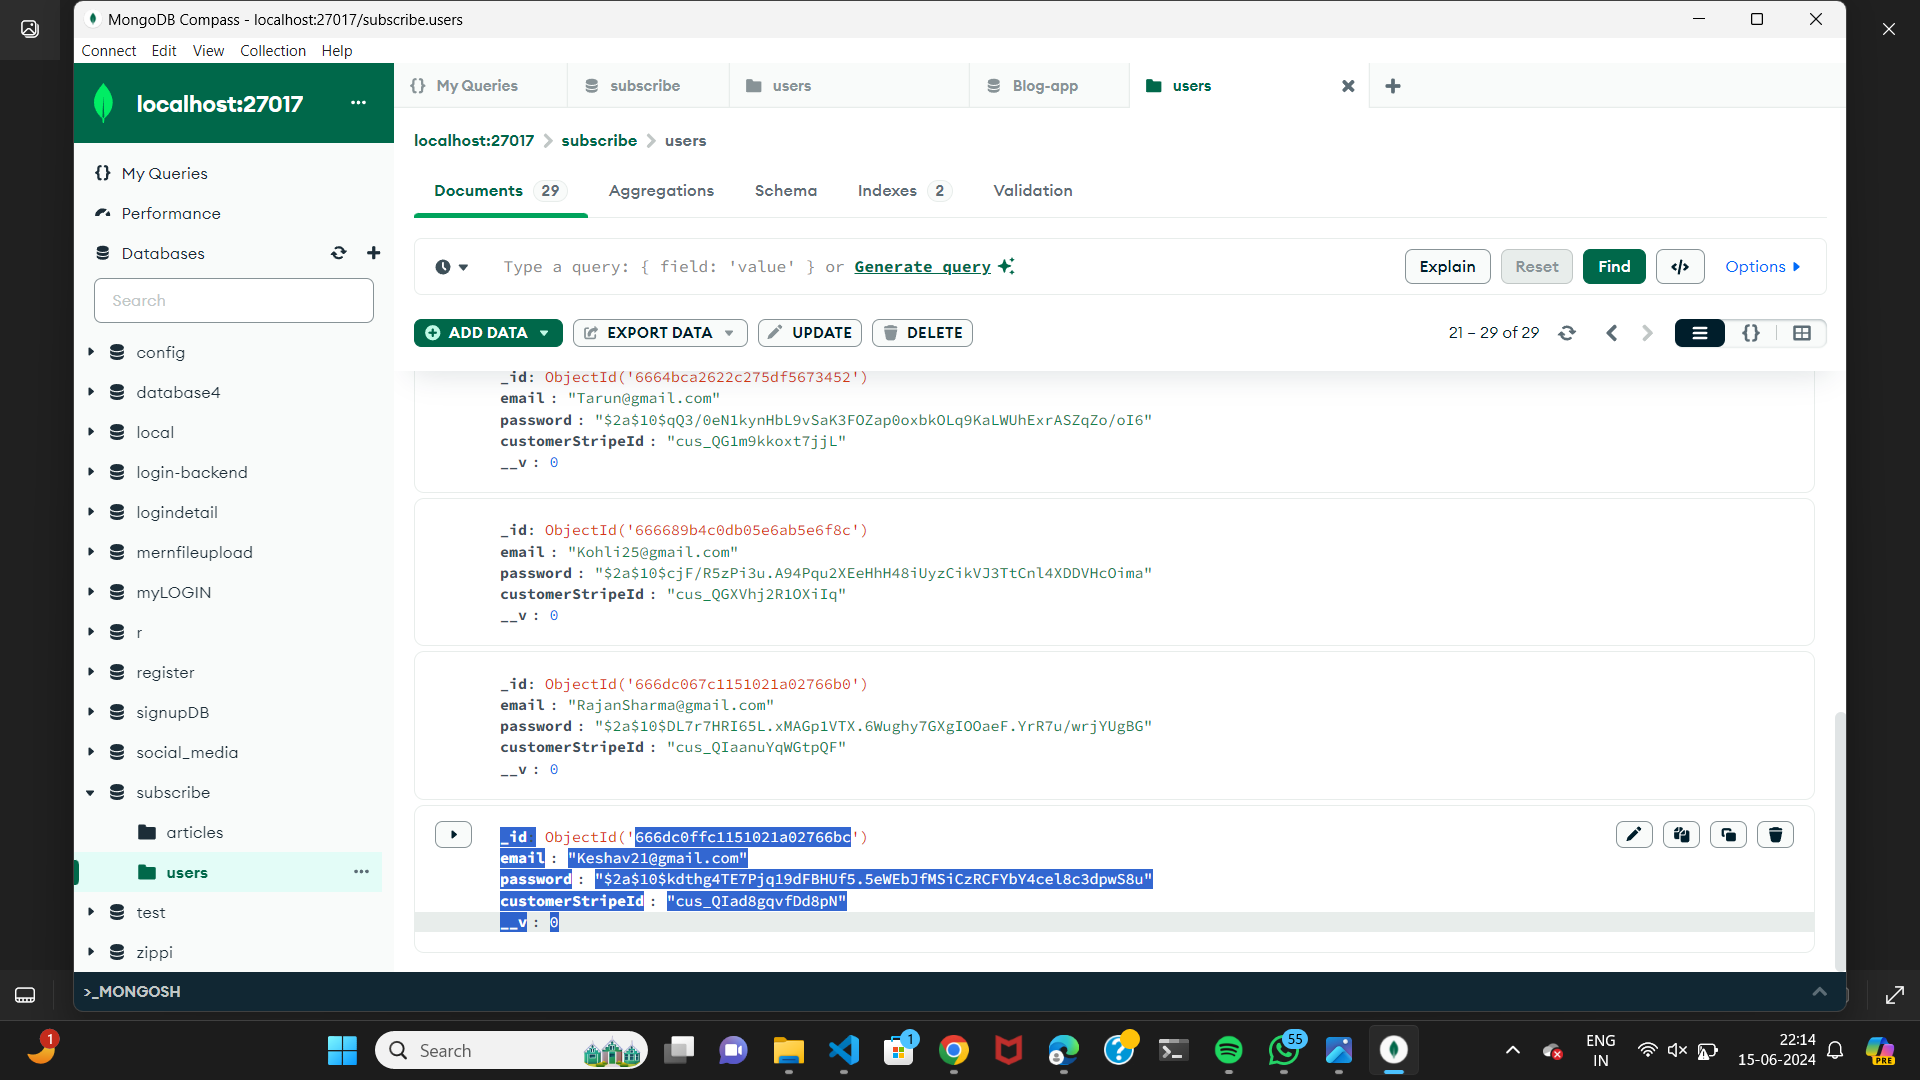 MongoDB Compass - localhost:27017/subscribe.users
Connect Edit View Collection Help
localhost:27017 ...
{} My Queries
subscribe
users
Blog-app
users
localhost:27017 > subscribe > users
My Queries
Performance
Databases
Search
config
database4
local
login-backend
logindetail
mernfileupload
myLOGIN
r
register
signupDB
social_media
subscribe
articles
users
test
zippi
Documents 29 Aggregations Schema Indexes 2 Validation
Type a query: { field: 'value' } or Generate query
Explain Reset Find </> Options
ADD DATA EXPORT DATA UPDATE DELETE
21 – 29 of 29
_id: ObjectId('6664bca2622c275df5673452')
email : "Tarun@gmail.com"
password : "$2a$10$qQ3/0eN1kynHbL9vSaK3FOZap0oxbkOLq9KaLWUhExrASZqZo/oI6"
customerStripeId : "cus_QG1m9kkoxt7jjL"
__v : 0
_id: ObjectId('666689b4c0db05e6ab5e6f8c')
email : "Kohli25@gmail.com"
password : "$2a$10$cjF/R5zPi3u.A94Pqu2XEeHhH48iUyzCikVJ3TtCnl4XDDVHcOima"
customerStripeId : "cus_QGXVhj2R1OXiIq"
__v : 0
_id: ObjectId('666dc067c1151021a02766b0')
email : "RajanSharma@gmail.com"
password : "$2a$10$DL7r7HRI65L.xMAGp1VTX.6Wughy7GXgIOOaeF.YrR7u/wrjYUgBG"
customerStripeId : "cus_QIaanuYqWGtpQF"
__v : 0
_id ObjectId('666dc0ffc1151021a02766bc')
email : "Keshav21@gmail.com"
password : "$2a$10$kdthg4TE7Pjq19dFBHUf5.5eWEbJfMSiCzRCFYbY4cel8c3dpwS8u"
customerStripeId : "cus_QIad8gqvfDd8pN"
__v : 0
>_MONGOSH
1
Search
1
55
ENG
IN
22:14
15-06-2024
PRE